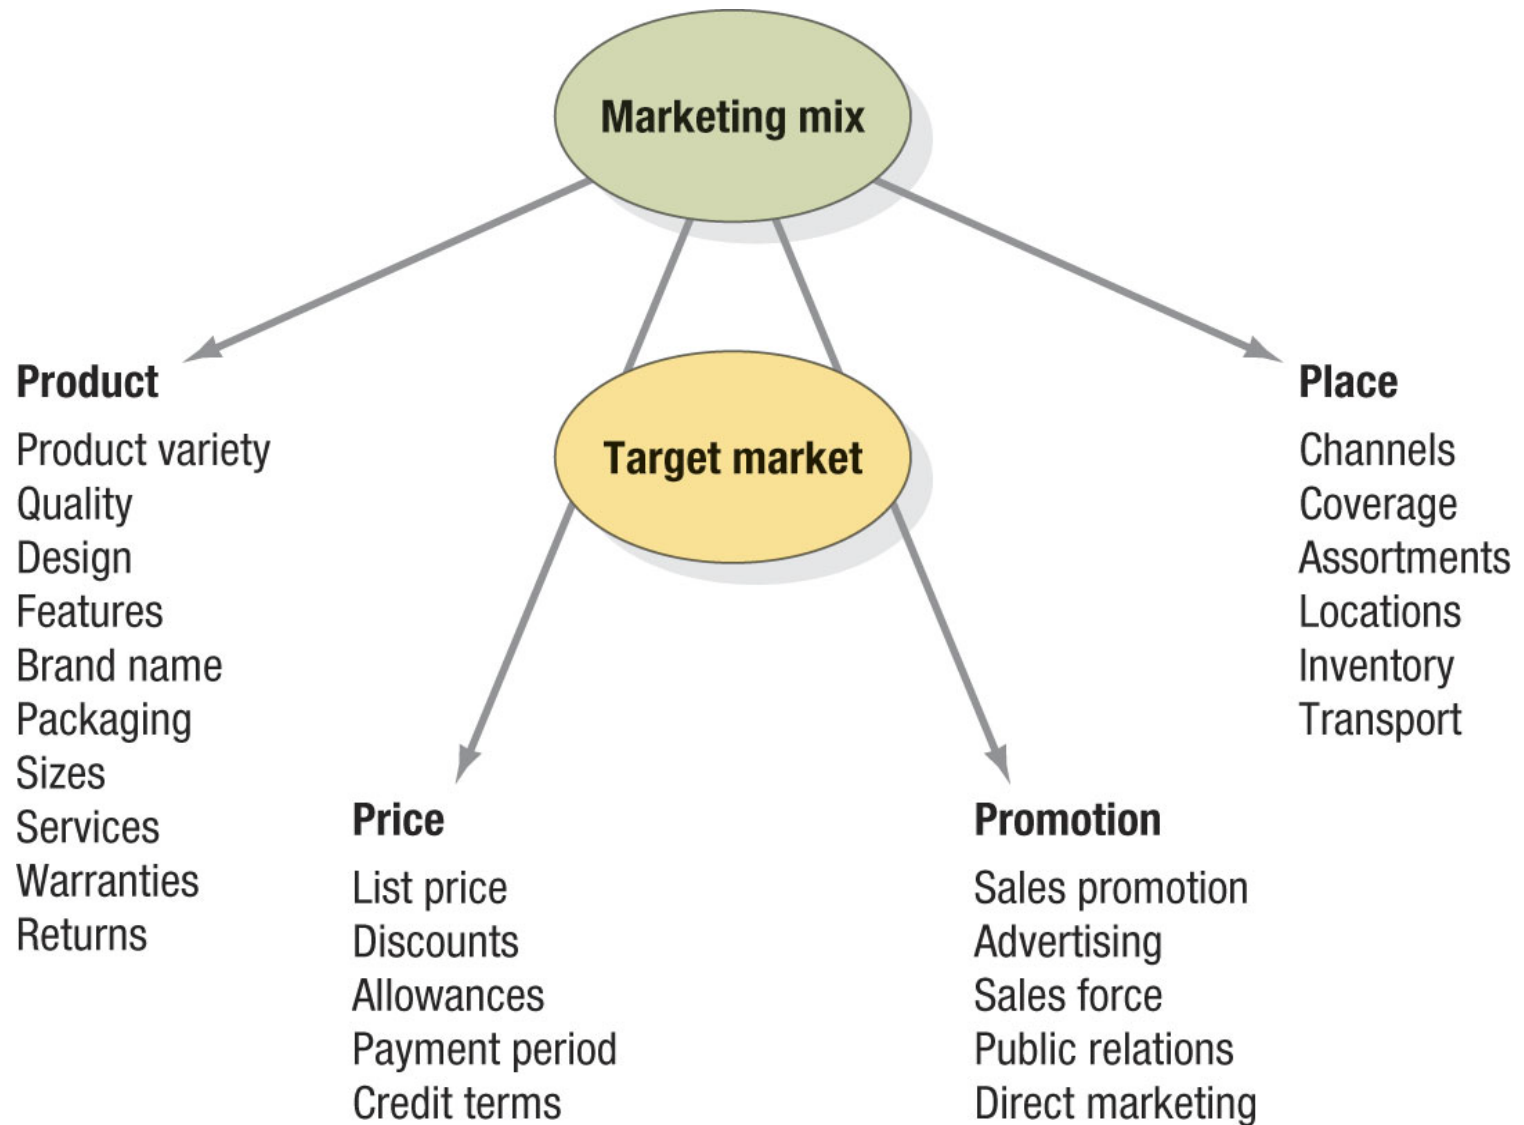 Marketing mix
Target market
Product
Product variety
Quality
Design
Features
Brand name
Packaging
Sizes
Services
Warranties
Returns
Price
List price
Discounts
Allowances
Payment period
Credit terms
Promotion
Sales promotion
Advertising
Sales force
Public relations
Direct marketing
Place
Channels
Coverage
Assortments
Locations
Inventory
Transport